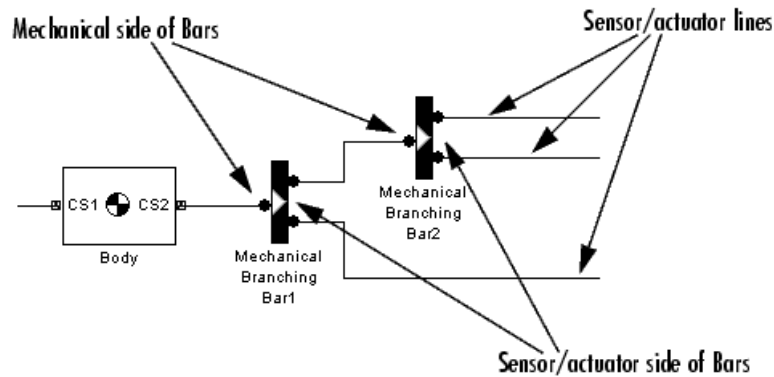 Mechanical side of Bars
Sensor/actuator lines
CS1 CS2
Body
Mechanical
Branching
Bar1
Mechanical
Branching
Bar2
Sensor/actuator side of Bars